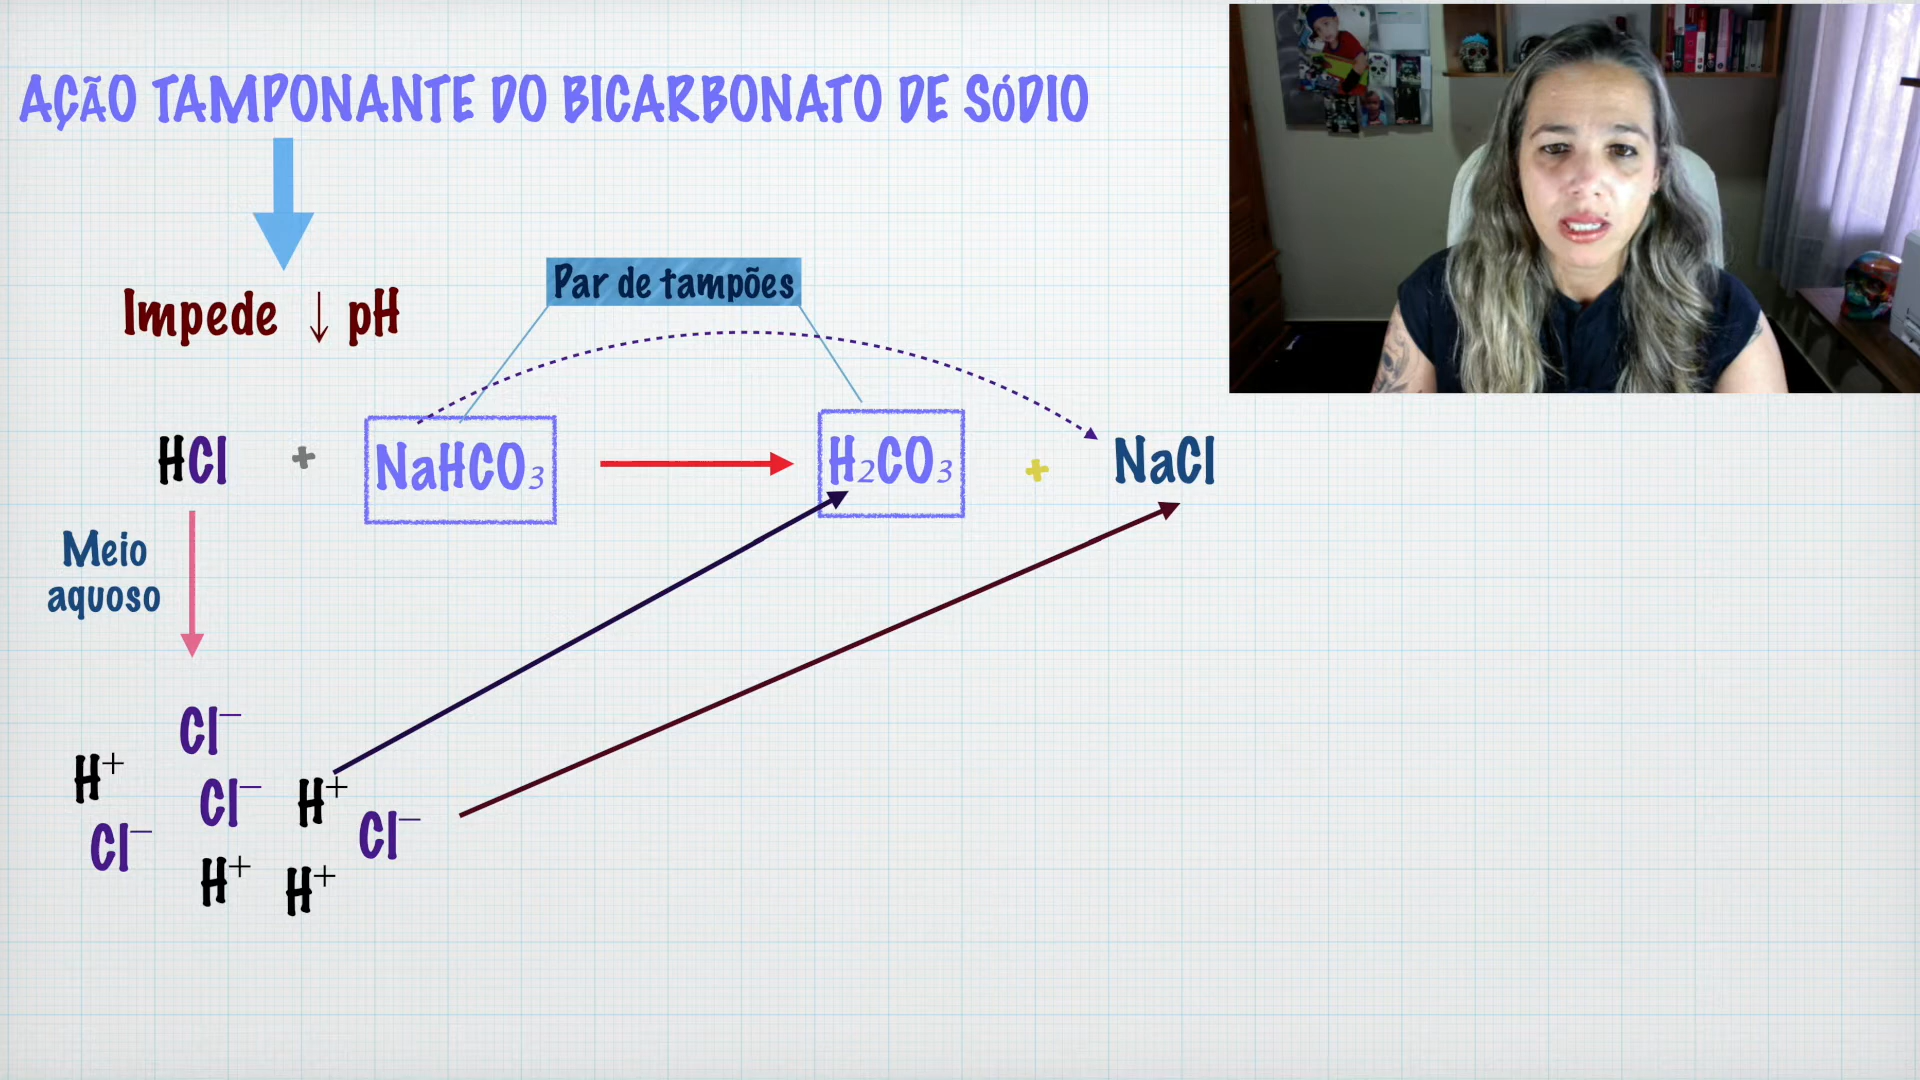 AÇÃO TAMPONANTE DO BICARBONATO DE SÓDIO
Impede ↓ pH
Par de tampões
HCl + NaHCO₃ H₂CO₃ + NaCl
Meio
aquoso
Cl⁻
H⁺
Cl⁻ H⁺
Cl⁻ Cl⁻
H⁺ H⁺